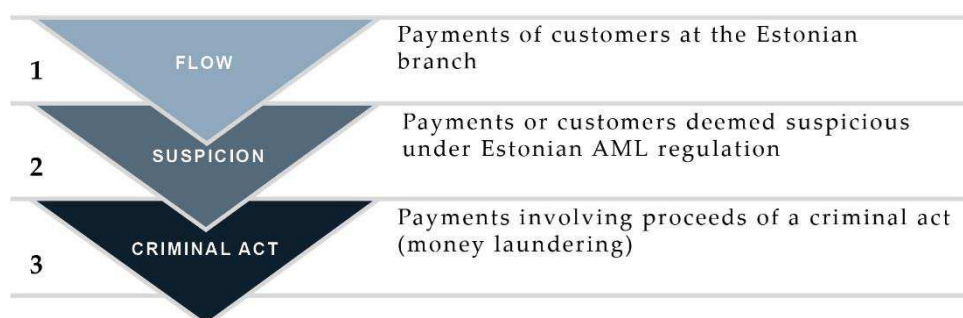 1
FLOW
Payments of customers at the Estonian
branch
2
SUSPICION
Payments or customers deemed suspicious
under Estonian AML regulation
3
CRIMINAL ACT
Payments involving proceeds of a criminal act
(money laundering)